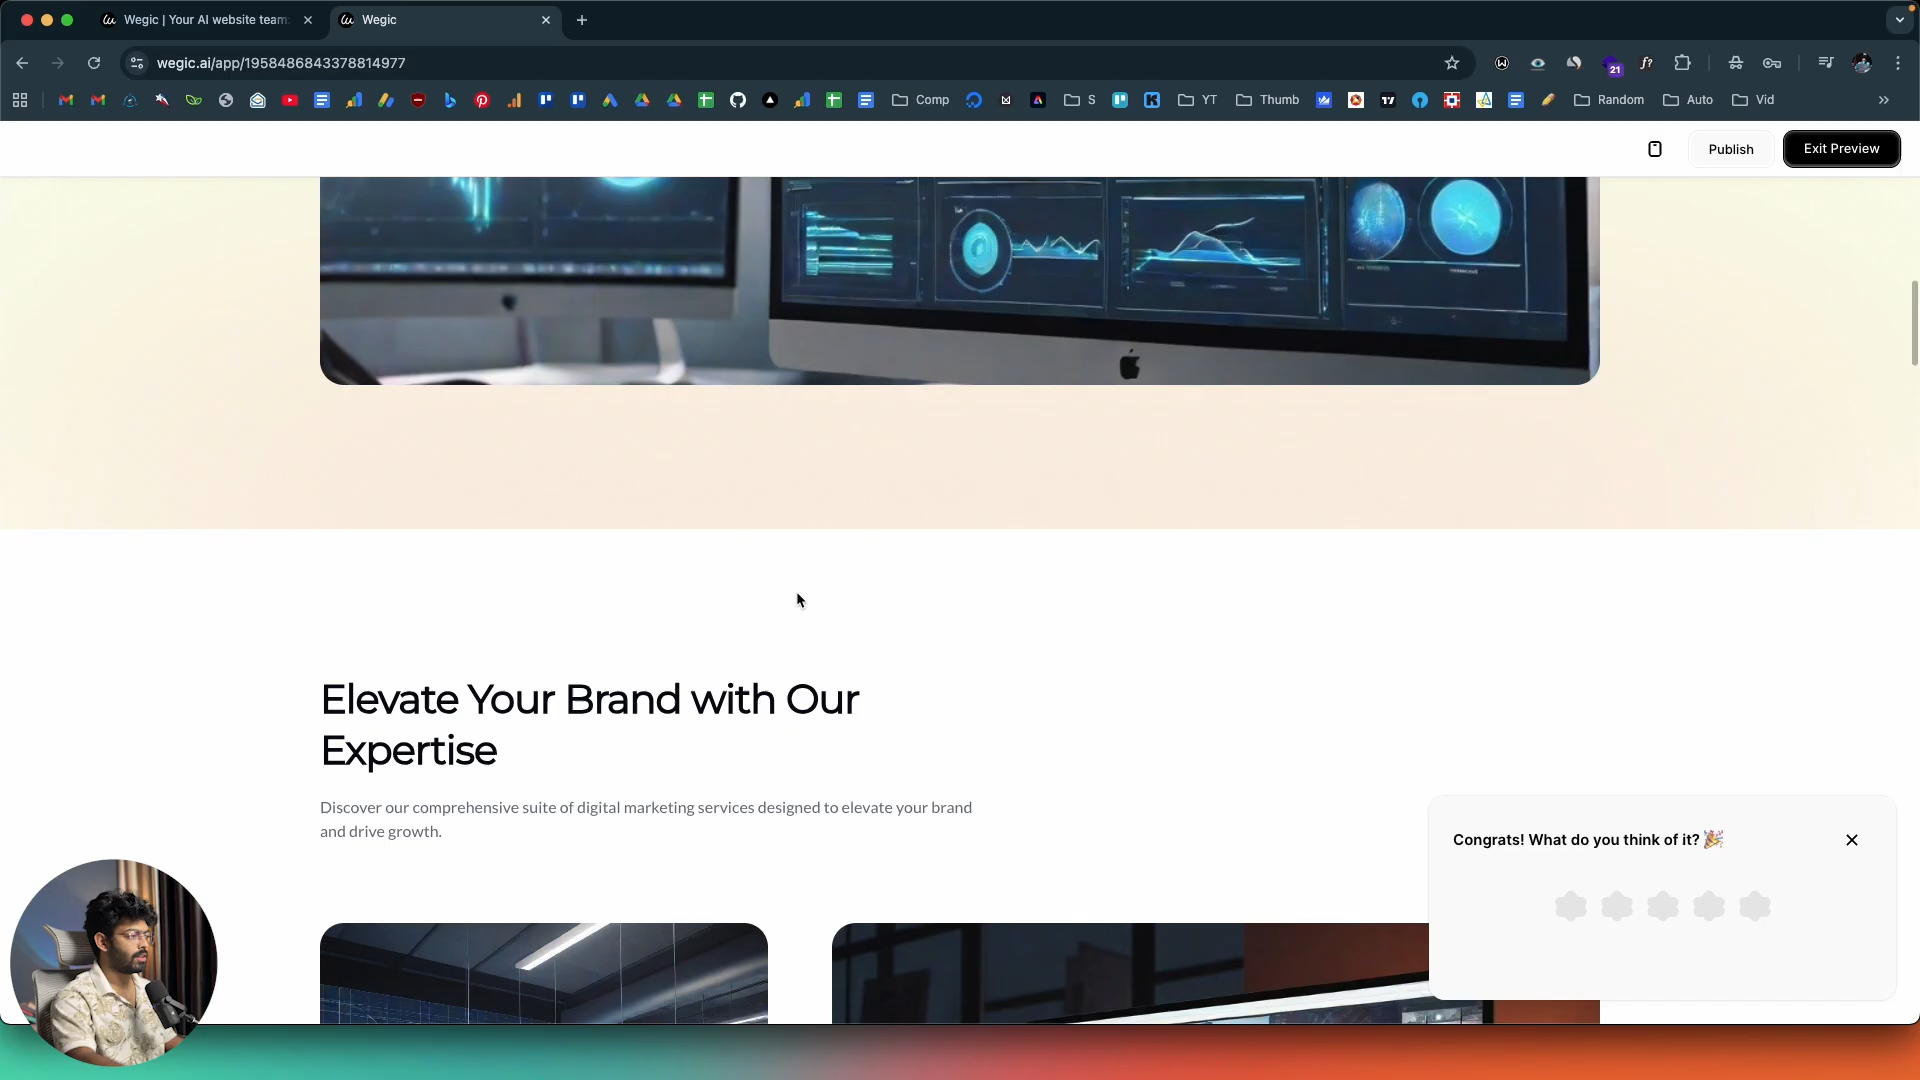 Wegic | Your AI website team:
Wegic
wegic.ai/app/1958486843378814977
21
f?
Comp
S
YT
Thumb
Random
Auto
Vid
Publish
Exit Preview
Elevate Your Brand with Our
Expertise
Discover our comprehensive suite of digital marketing services designed to elevate your brand
and drive growth.
Congrats! What do you think of it? 🎉